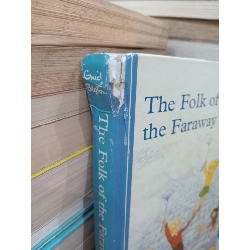 Enid
Blyton
The Folk of the Fara
The Folk of
the Faraway